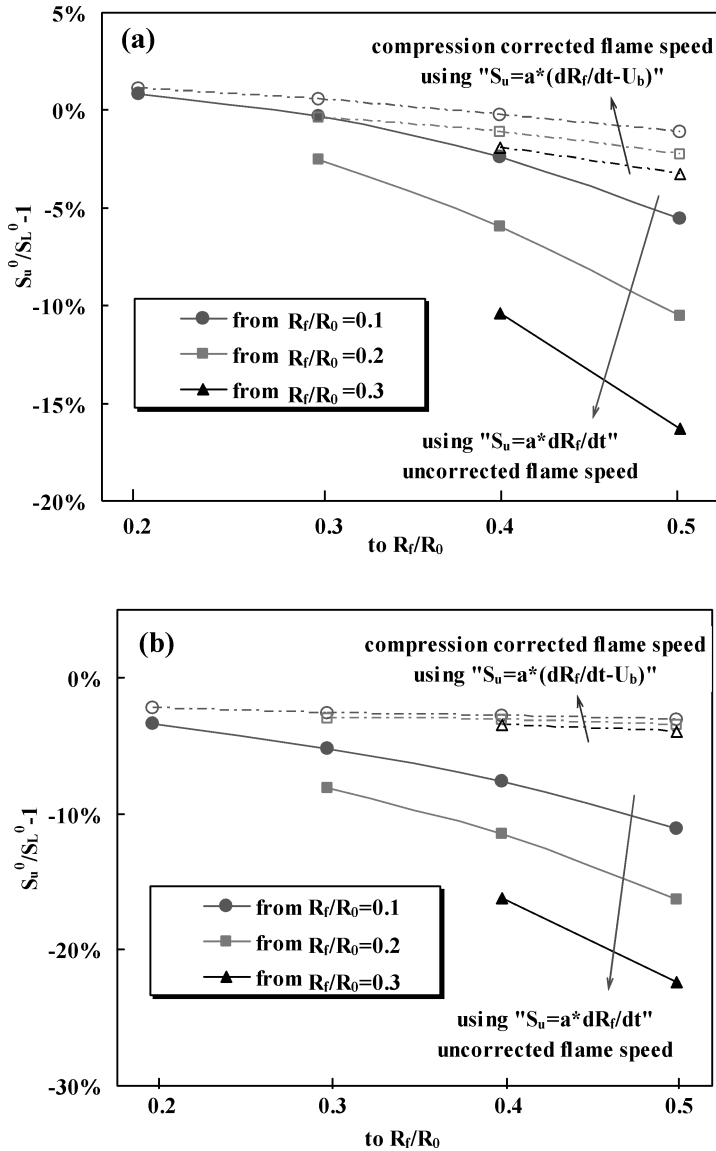 5%
(a)
compression corrected flame speed
using "Su=a*(dRf/dt-Ub)"
0%
-5%
Su0/SL0-1
-10%
from Rf/R0=0.1
from Rf/R0=0.2
from Rf/R0=0.3
-15%
using "Su=a*dRf/dt"
uncorrected flame speed
-20%
0.2 0.3 0.4 0.5
to Rf/R0
(b)
compression corrected flame speed
using "Su=a*(dRf/dt-Ub)"
0%
-10%
Su0/SL0-1
from Rf/R0=0.1
from Rf/R0=0.2
from Rf/R0=0.3
-20%
using "Su=a*dRf/dt"
uncorrected flame speed
-30%
0.2 0.3 0.4 0.5
to Rf/R0